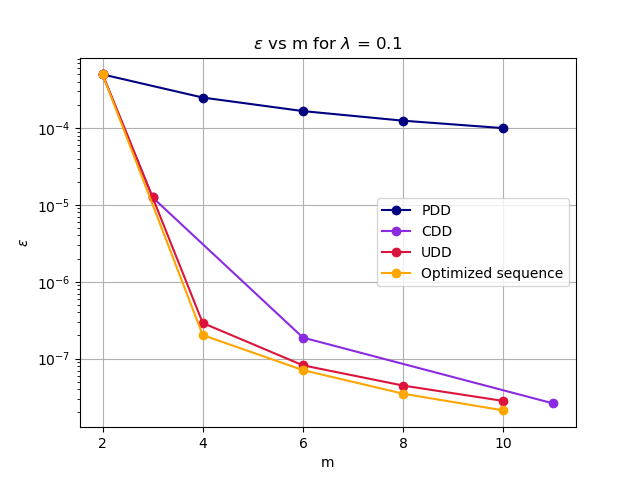 ε vs m for λ = 0.1
10⁻⁴
10⁻⁵
10⁻⁶
10⁻⁷
ε
PDD
CDD
UDD
Optimized sequence
2 4 6 8 10
m